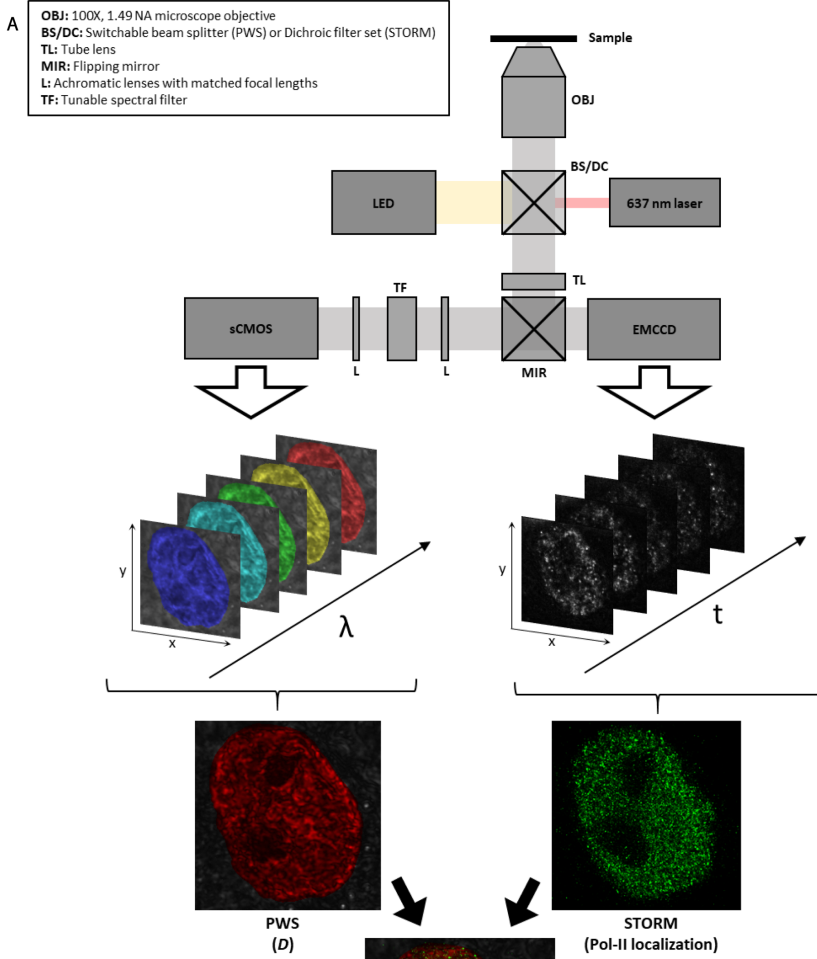 A
OBJ: 100X, 1.49 NA microscope objective
BS/DC: Switchable beam splitter (PWS) or Dichroic filter set (STORM)
TL: Tube lens
MIR: Flipping mirror
L: Achromatic lenses with matched focal lengths
TF: Tunable spectral filter
Sample
OBJ
BS/DC
LED
637 nm laser
TL
TF
sCMOS
EMCCD
L
L
MIR
y
x
λ
y
x
t
PWS
(D)
STORM
(Pol-II localization)